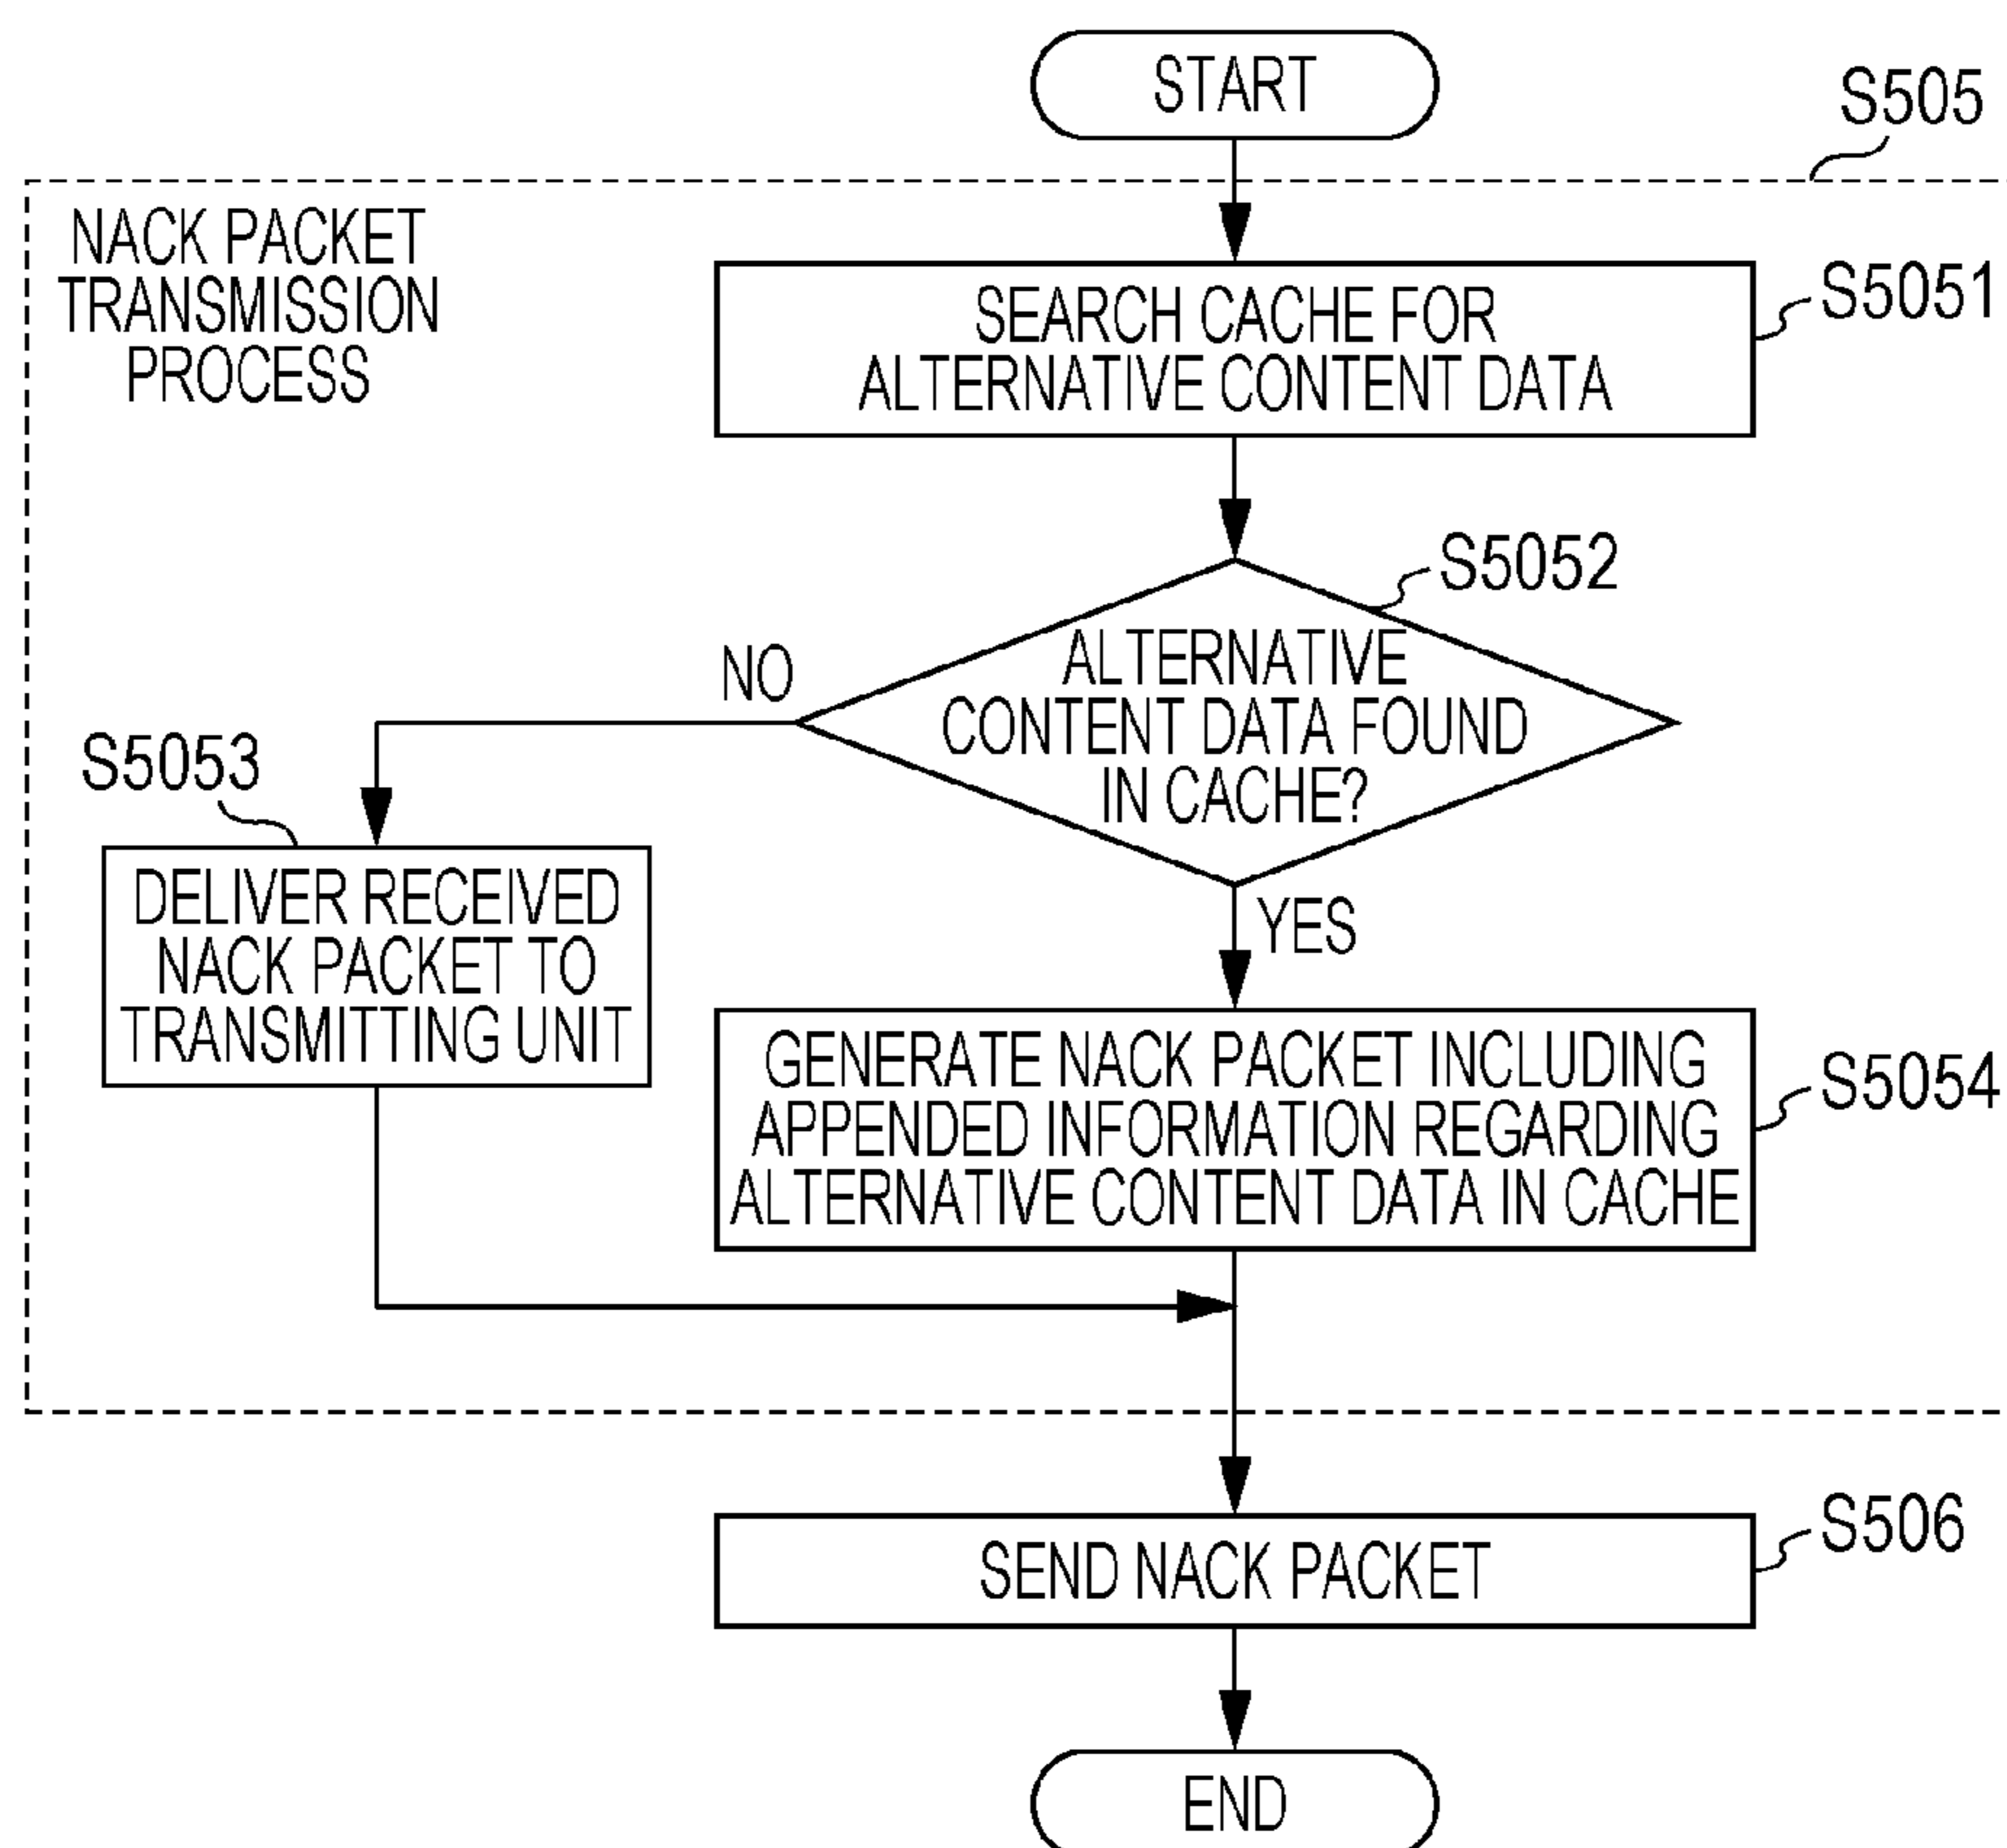 START
S505
NACK PACKET
TRANSMISSION
PROCESS
SEARCH CACHE FOR
ALTERNATIVE CONTENT DATA
S5051
S5052
ALTERNATIVE
CONTENT DATA FOUND
IN CACHE?
NO
S5053
DELIVER RECEIVED
NACK PACKET TO
TRANSMITTING UNIT
YES
GENERATE NACK PACKET INCLUDING
APPENDED INFORMATION REGARDING
ALTERNATIVE CONTENT DATA IN CACHE
S5054
SEND NACK PACKET
S506
END